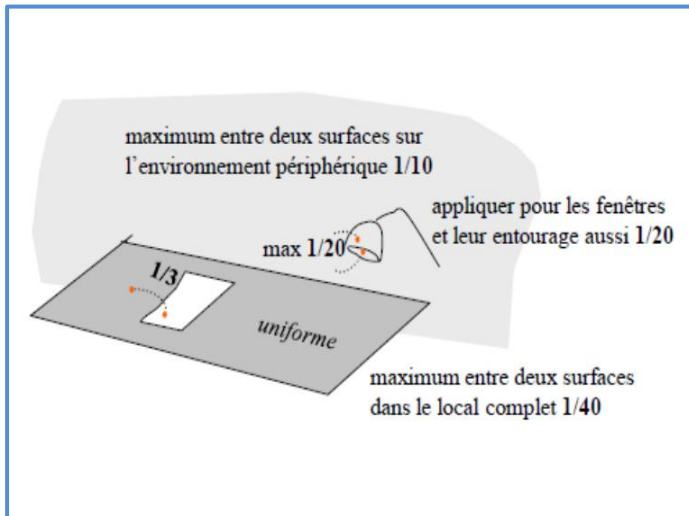 maximum entre deux surfaces sur
l'environnement périphérique 1/10
appliquer pour les fenêtres
et leur entourage aussi 1/20
max 1/20
1/3
uniforme
maximum entre deux surfaces
dans le local complet 1/40